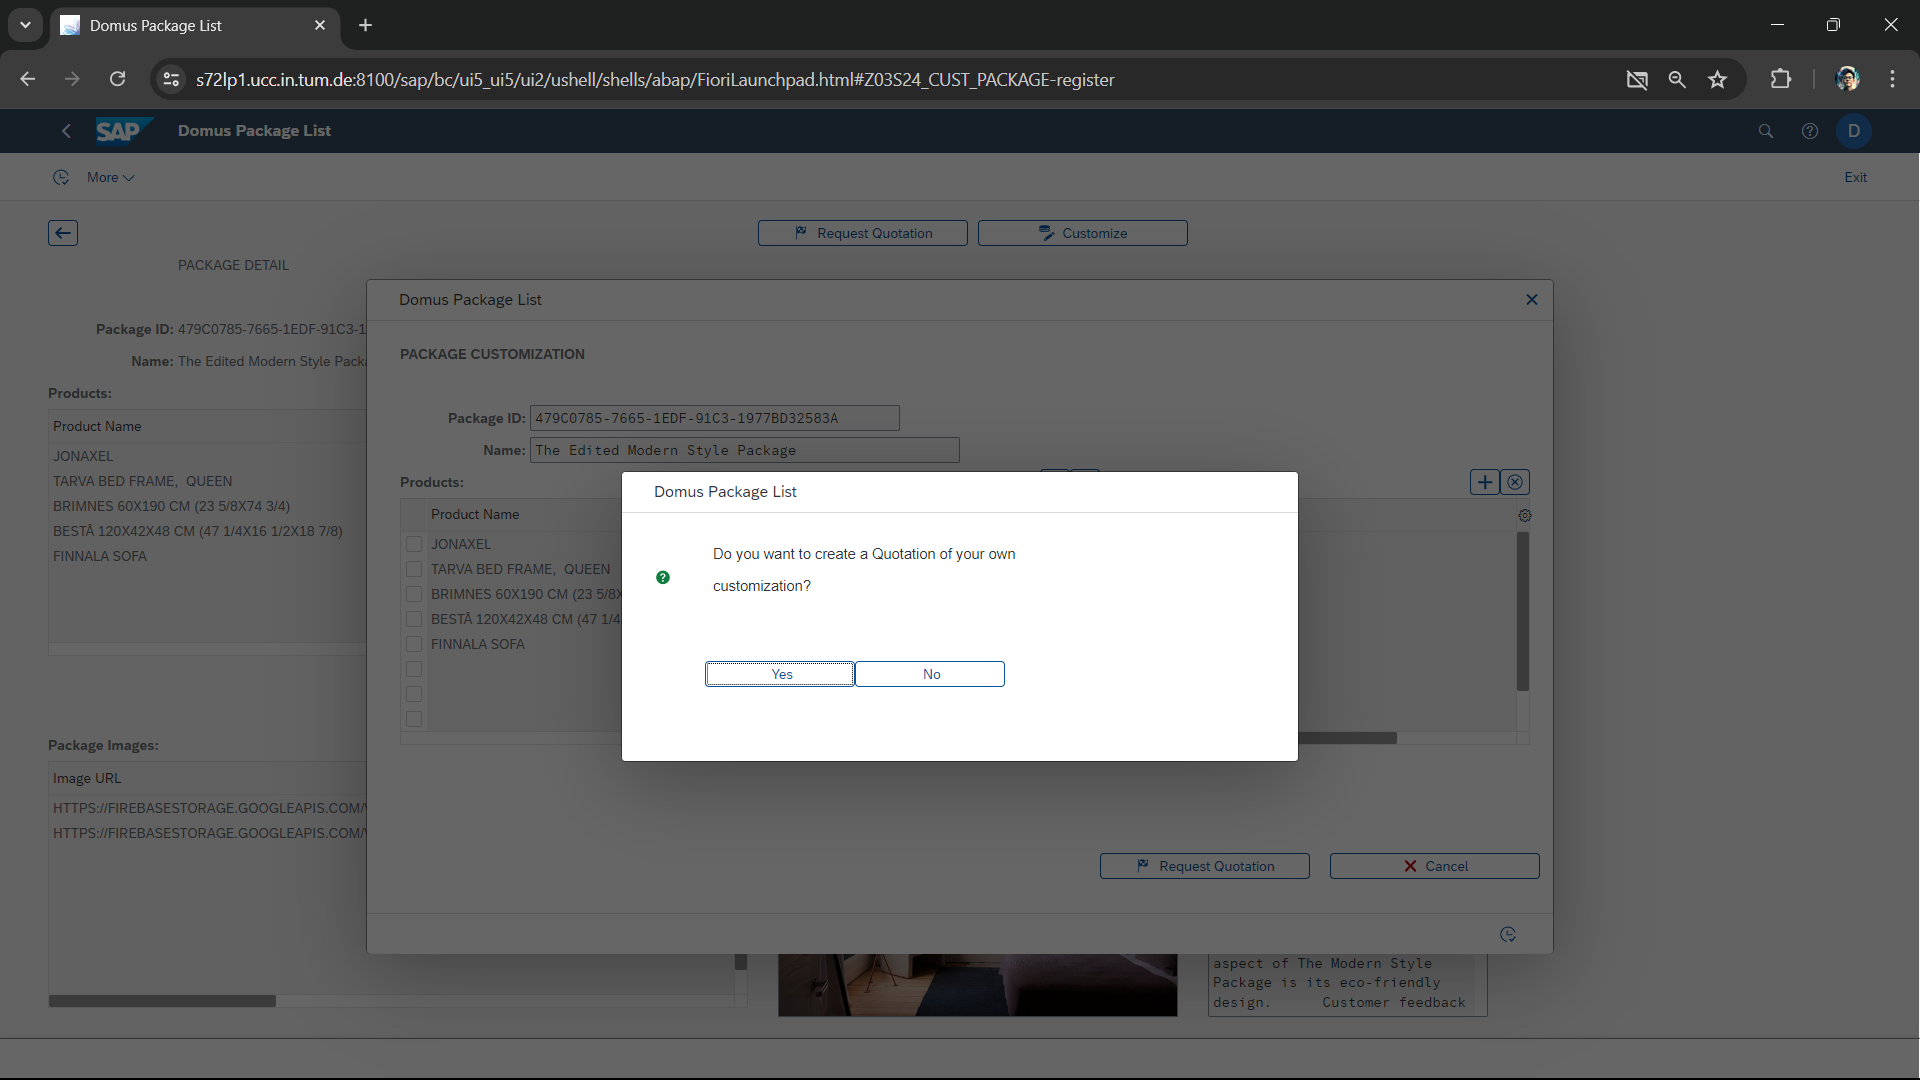 Domus Package List
s72lp1.ucc.in.tum.de:8100/sap/bc/ui5_ui5/ui2/ushell/shells/abap/FioriLaunchpad.html#Z03S24_CUST_PACKAGE-register
SAP
Domus Package List
D
More
Exit
Request Quotation
Customize
PACKAGE DETAIL
Package ID: 479C0785-7665-1EDF-91C3-1
Name: The Edited Modern Style Packa
Products:
Product Name
JONAXEL
TARVA BED FRAME, QUEEN
BRIMNES 60X190 CM (23 5/8X74 3/4)
BESTÅ 120X42X48 CM (47 1/4X16 1/2X18 7/8)
FINNALA SOFA
Package Images:
Image URL
HTTPS://FIREBASESTORAGE.GOOGLEAPIS.COM/
HTTPS://FIREBASESTORAGE.GOOGLEAPIS.COM/
Domus Package List
PACKAGE CUSTOMIZATION
Package ID: 479C0785-7665-1EDF-91C3-1977BD32583A
Name: The Edited Modern Style Package
Products:
Product Name
JONAXEL
TARVA BED FRAME, QUEEN
BRIMNES 60X190 CM (23 5/8X
BESTÅ 120X42X48 CM (47 1/4
FINNALA SOFA
Domus Package List
Do you want to create a Quotation of your own
customization?
Yes
No
Request Quotation
Cancel
aspect of The Modern Style
Package is its eco-friendly
design. Customer feedback